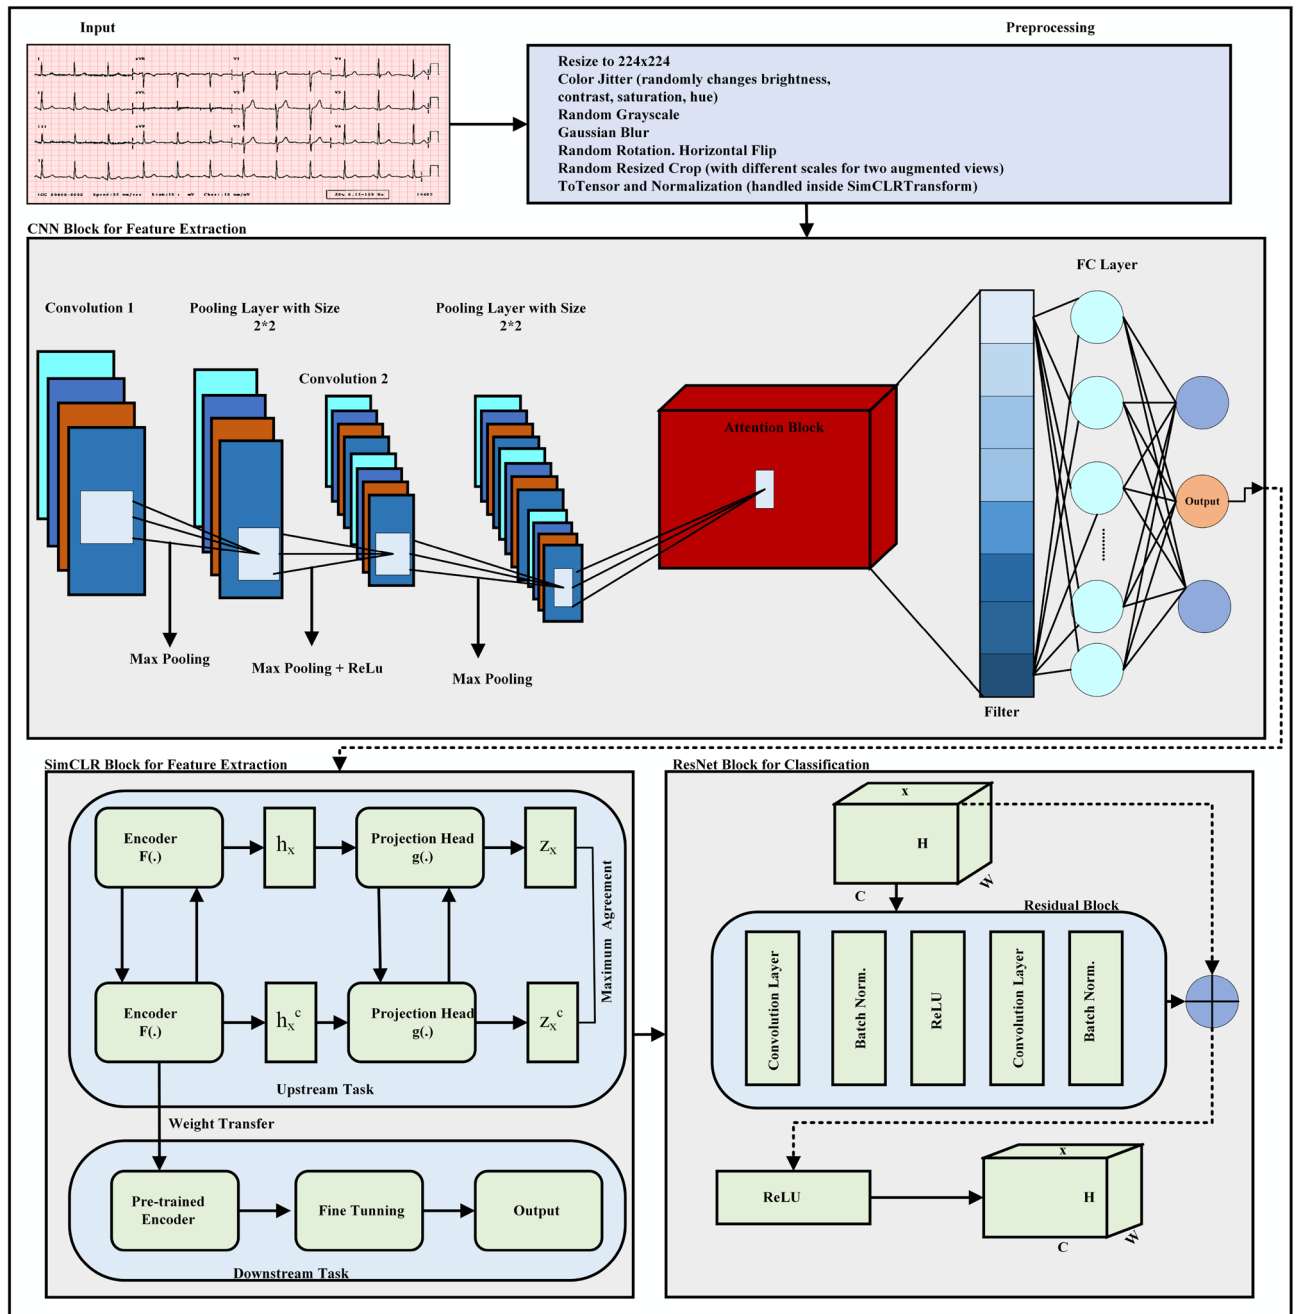 Input
Preprocessing
I
aVR
V1
V4
Resize to 224x224
Color Jitter (randomly changes brightness,
contrast, saturation, hue)
Random Grayscale
Gaussian Blur
Random Rotation. Horizontal Flip
Random Resized Crop (with different scales for two augmented views)
ToTensor and Normalization (handled inside SimCLRTransform)
CNN Block for Feature Extraction
FC Layer
Convolution 1
Pooling Layer with Size
2*2
Pooling Layer with Size
2*2
Convolution 2
Attention Block
Output
Max Pooling
Max Pooling + ReLu
Max Pooling
Filter
SimCLR Block for Feature Extraction
ResNet Block for Classification
Encoder
F(.)
hx
Projection Head
g(.)
zx
Maximum Agreement
Encoder
F(.)
hxc
Projection Head
g(.)
zxc
Upstream Task
Weight Transfer
Pre-trained
Encoder
Fine Tunning
Output
Downstream Task
x
H
W
C
Residual Block
Convolution Layer
Batch Norm.
ReLU
Convolution Layer
Batch Norm.
ReLU
x
H
W
C